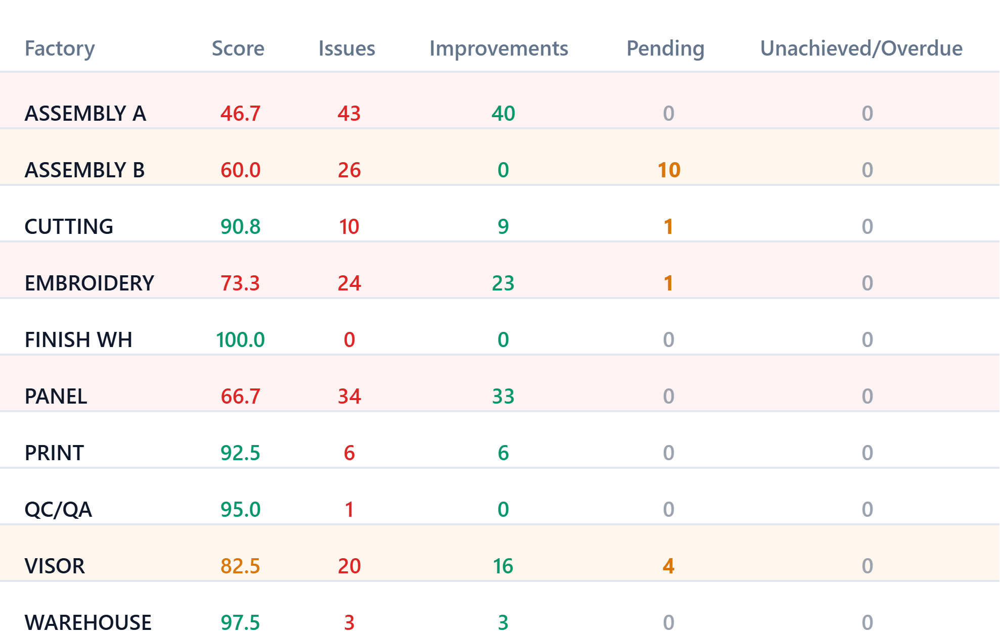 Factory Score Issues Improvements Pending Unachieved/Overdue
ASSEMBLY A 46.7 43 40 0 0
ASSEMBLY B 60.0 26 0 10 0
CUTTING 90.8 10 9 1 0
EMBROIDERY 73.3 24 23 1 0
FINISH WH 100.0 0 0 0 0
PANEL 66.7 34 33 0 0
PRINT 92.5 6 6 0 0
QC/QA 95.0 1 0 0 0
VISOR 82.5 20 16 4 0
WAREHOUSE 97.5 3 3 0 0